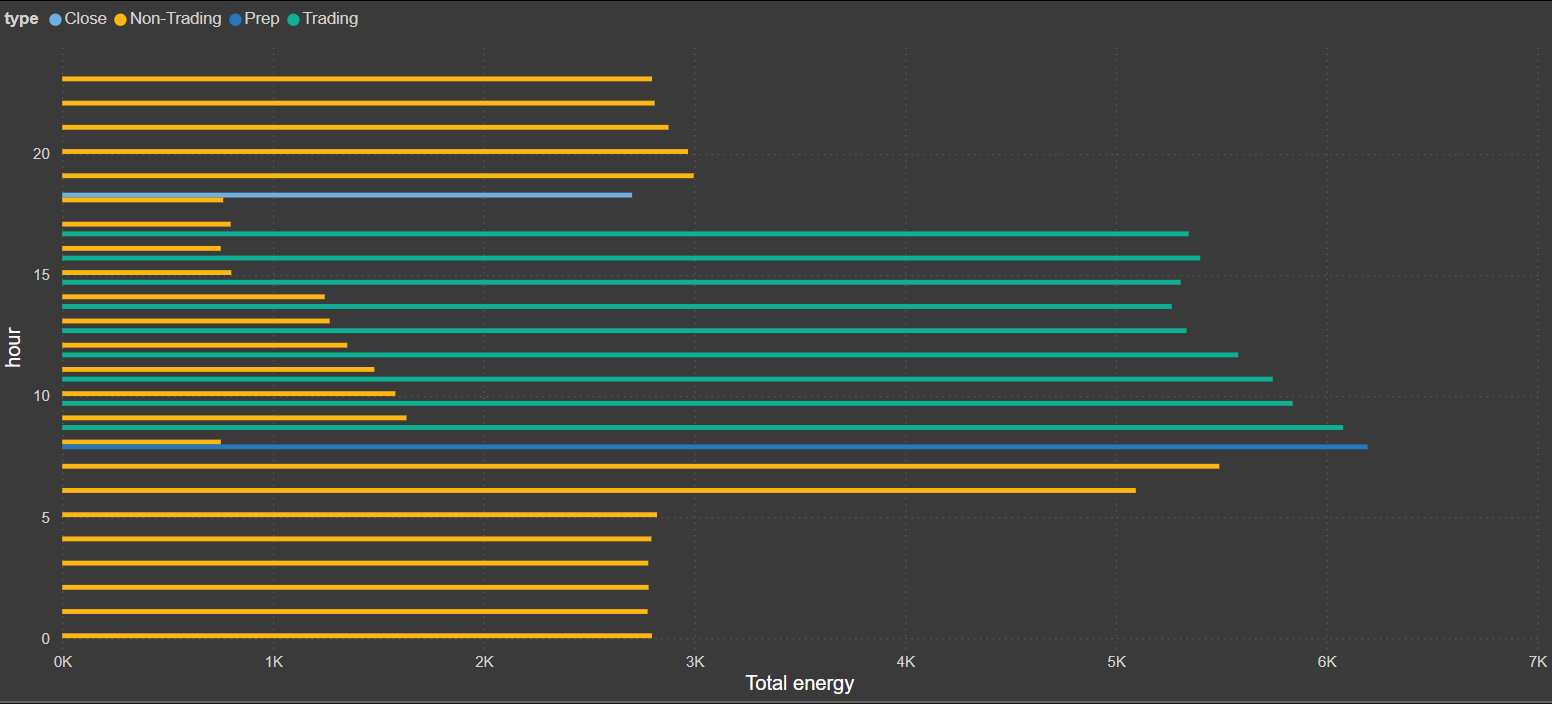 type Close Non-Trading Prep Trading
20
15
10
5
0
hour
0K 1K 2K 3K 4K 5K 6K 7K
Total energy